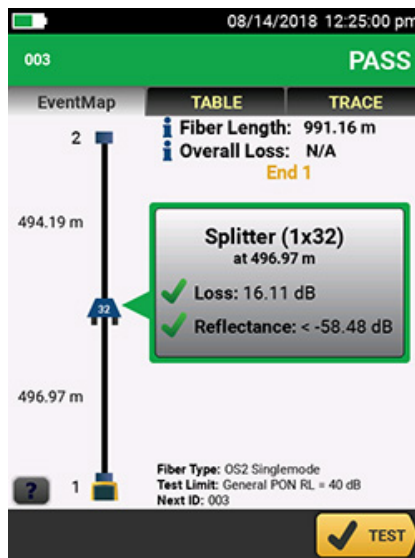 08/14/2018 12:25:00 pm
003 PASS
EventMap TABLE TRACE
2
i Fiber Length: 991.16 m
i Overall Loss: N/A
End 1
494.19 m
Splitter (1x32)
at 496.97 m
Loss: 16.11 dB
Reflectance: < -58.48 dB
32
496.97 m
1
Fiber Type: OS2 Singlemode
Test Limit: General PON RL = 40 dB
Next ID: 003
?
TEST